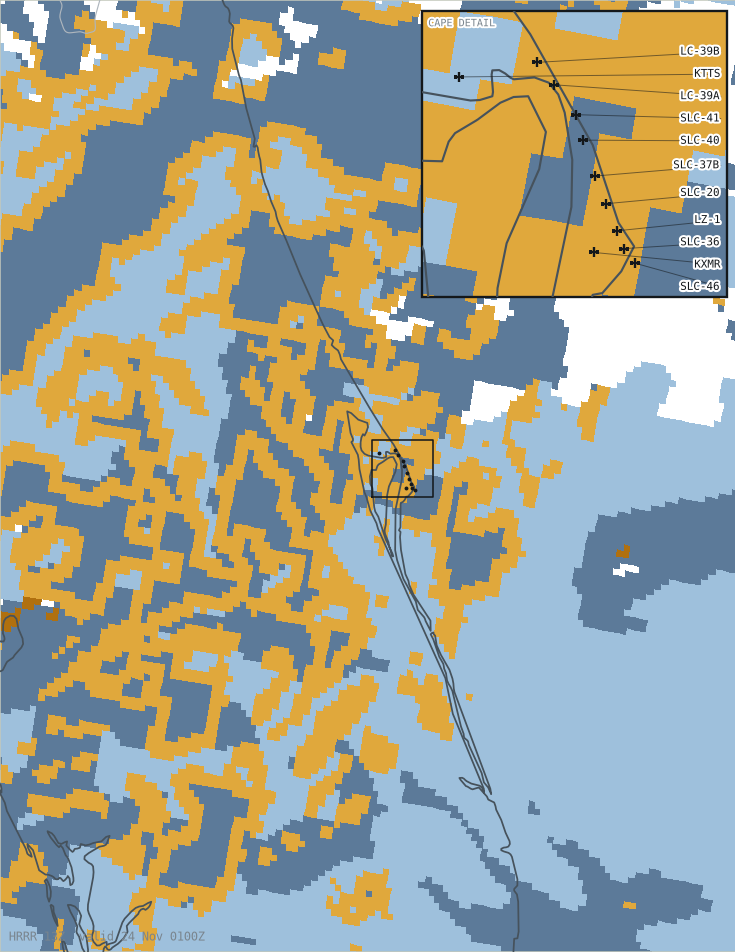 CAPE DETAIL
LC-39B
KTTS
LC-39A
SLC-41
SLC-40
SLC-37B
SLC-20
LZ-1
SLC-36
KXMR
SLC-46
HRRR valid 24 Nov 0100Z